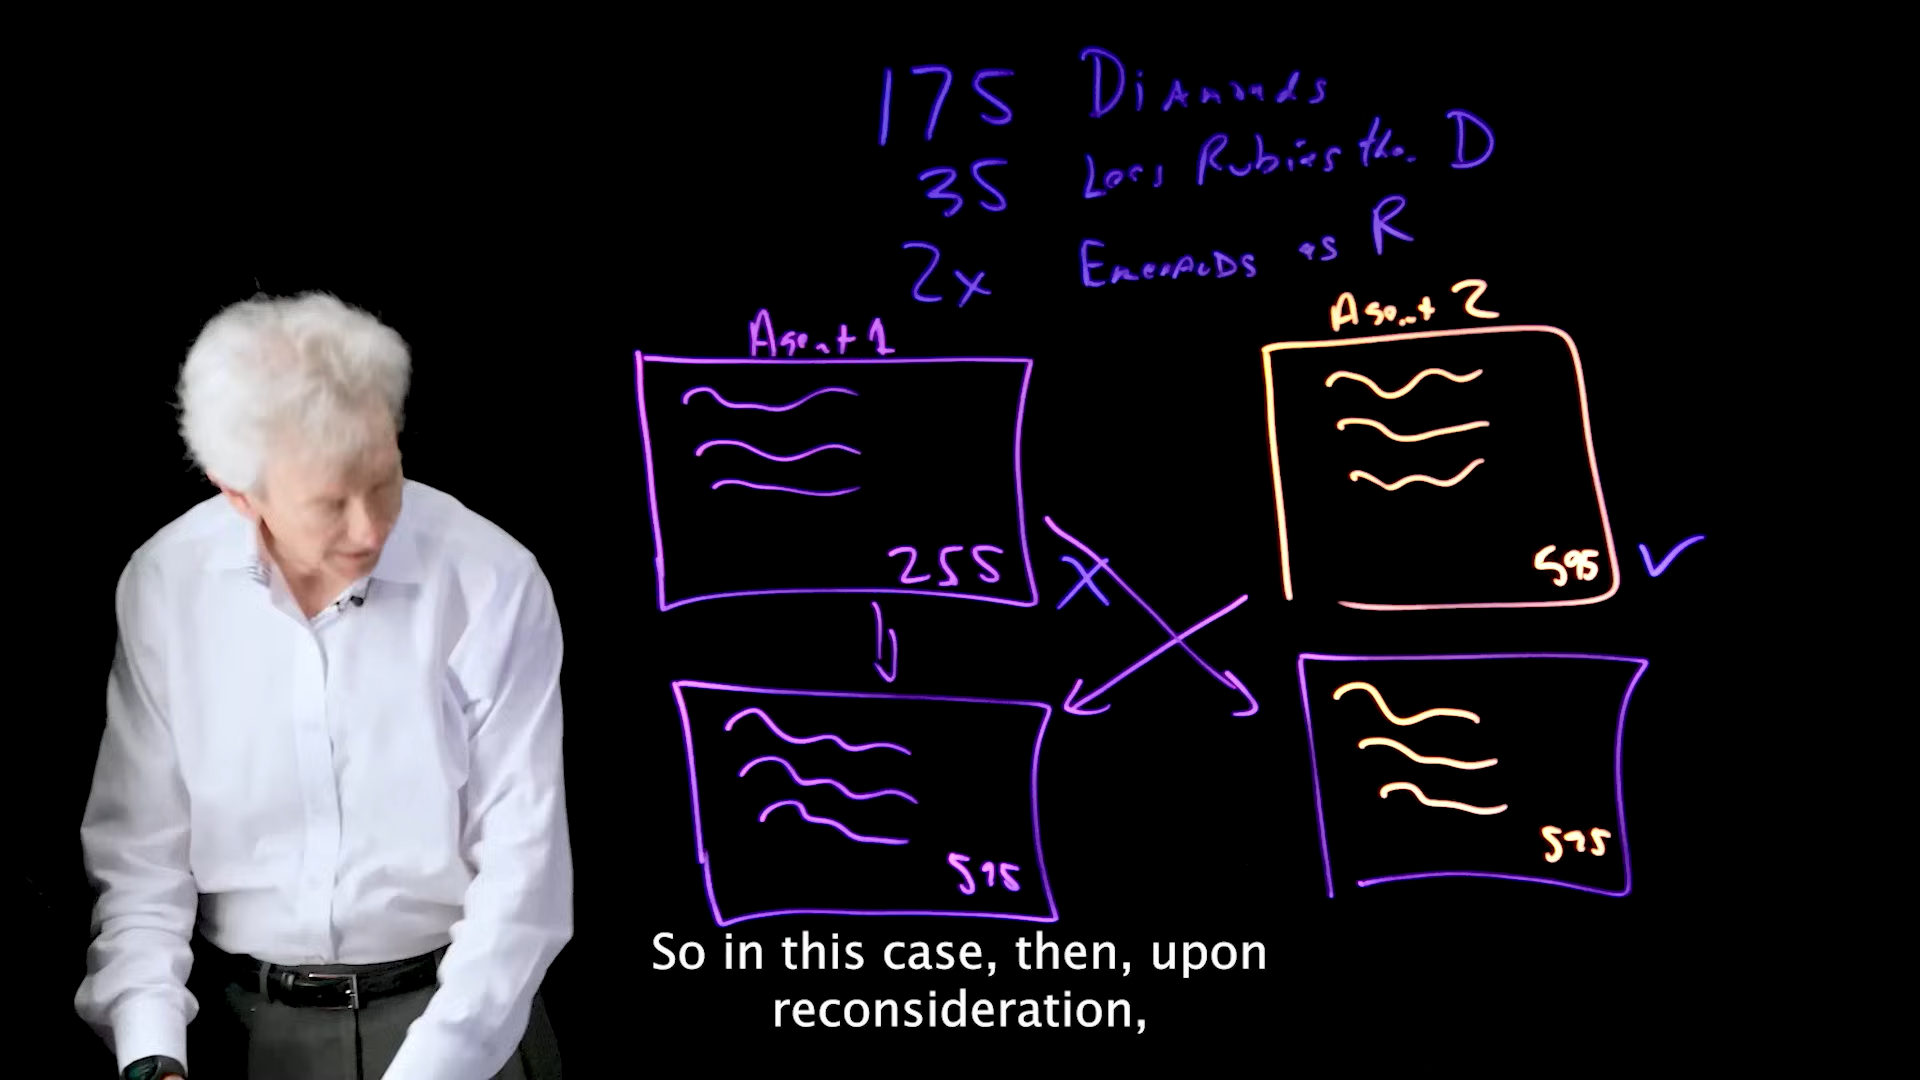 175 Diamonds
35 Less Rubies than D
2x Emeralds as R
Agent 1
Agent 2
255
X
595
595
595
So in this case, then, upon
reconsideration,